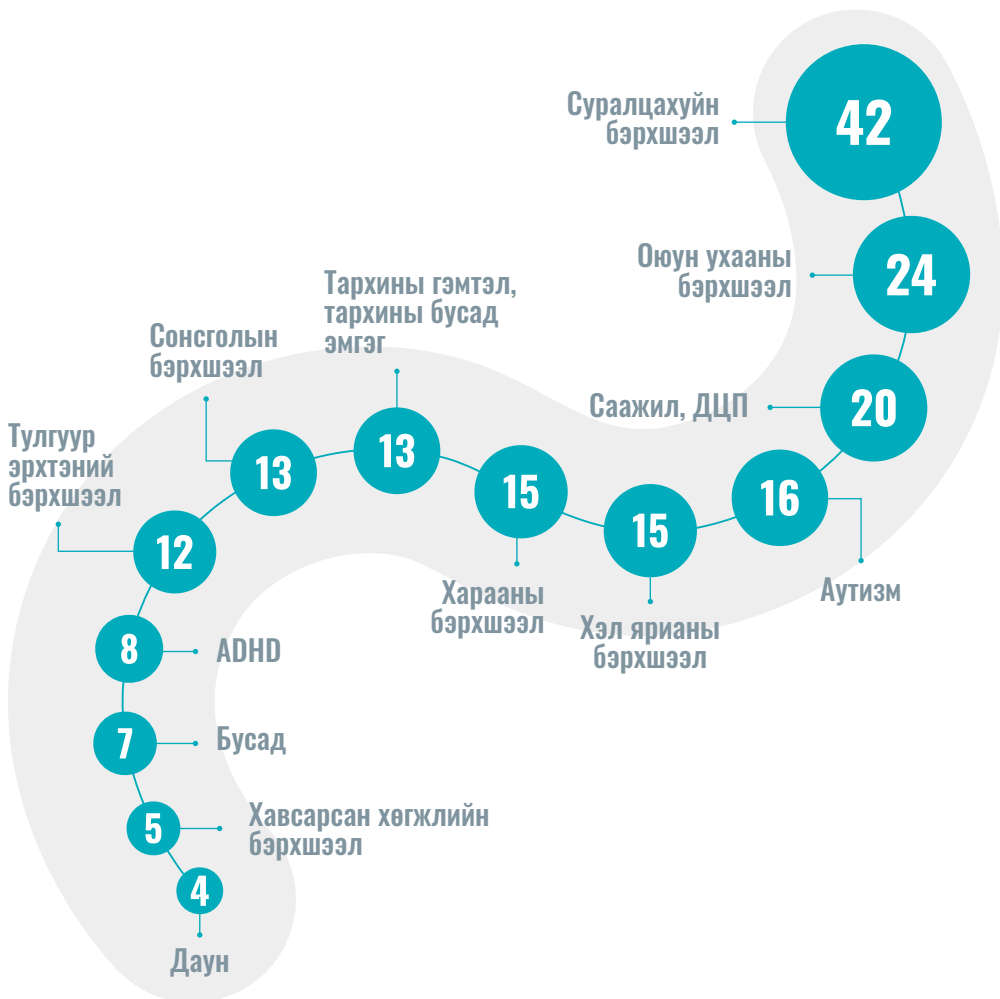 Суралцахуйн
бэрхшээл
42
Оюун ухааны
бэрхшээл
24
Саажил, ДЦП
20
16
Аутизм
15
Хэл ярианы
бэрхшээл
15
Харааны
бэрхшээл
Тархины гэмтэл,
тархины бусад
эмгэг
13
Сонсголын
бэрхшээл
13
Тулгуур
эрхтэний
бэрхшээл
12
8
ADHD
7
Бусад
5
Хавсарсан хөгжлийн
бэрхшээл
4
Даун